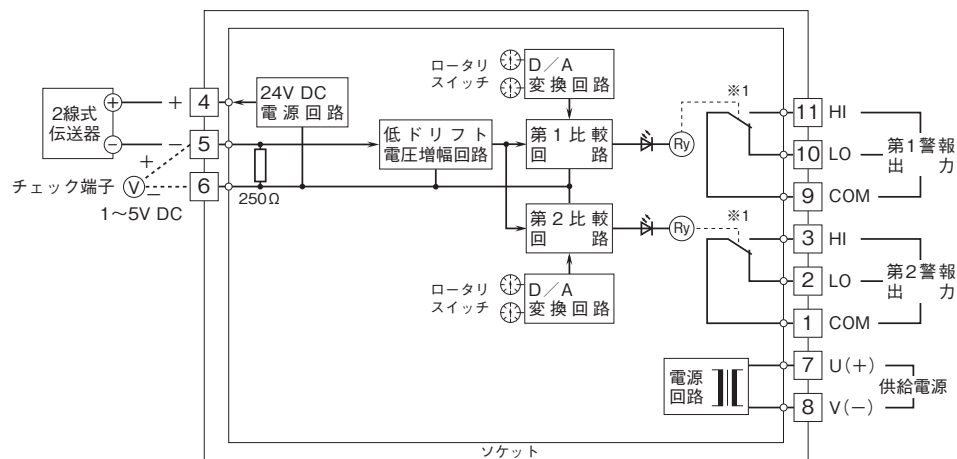 ロータリ
スイッチ
D／A
変換回路
※1
2線式
伝送器
+
−
+
−
4
5
6
24V DC
電源回路
+
−
V
チェック端子
1～5V DC
250Ω
低ドリフト
電圧増幅回路
第1比較
回路
Ry
11
HI
10
LO
9
COM
第1警報
出力
第2比較
回路
Ry
※1
3
HI
2
LO
1
COM
第2警報
出力
ロータリ
スイッチ
D／A
変換回路
電源
回路
7
U(+)
8
V(−)
供給電源
ソケット